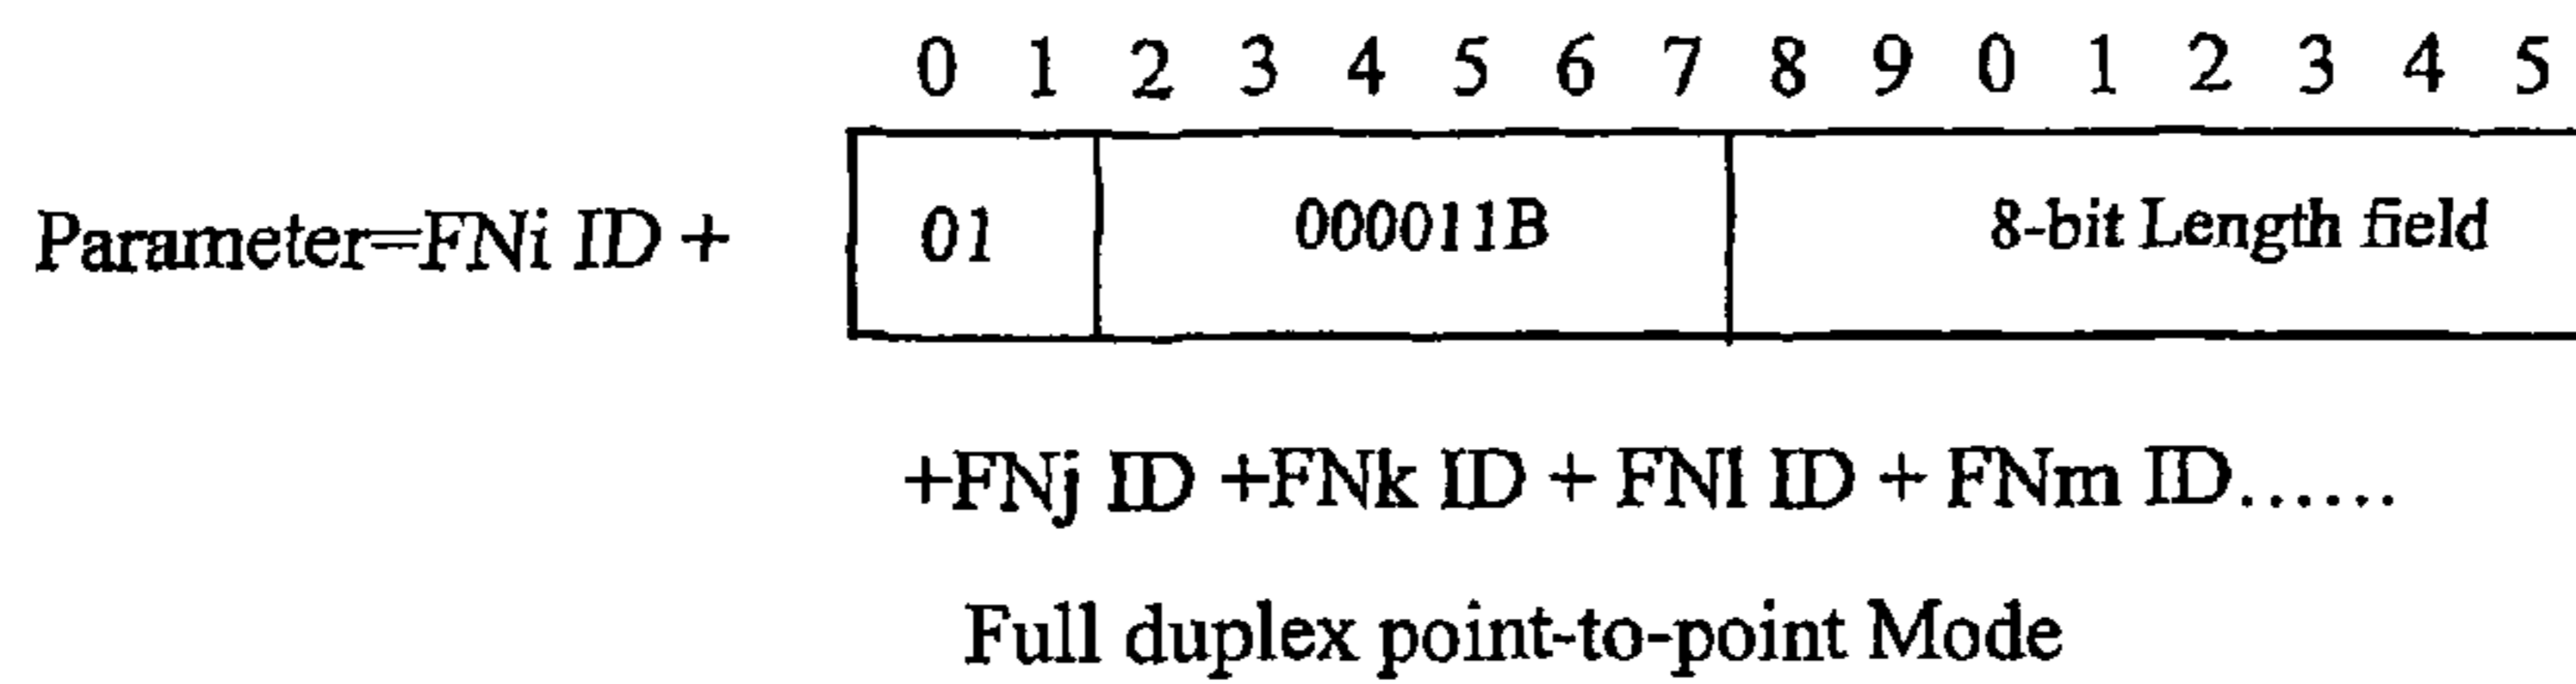 0 1 2 3 4 5 6 7 8 9 0 1 2 3 4 5
Parameter=FNi ID + 01 000011B 8-bit Length field
+FNj ID +FNk ID + FNl ID + FNm ID......
Full duplex point-to-point Mode